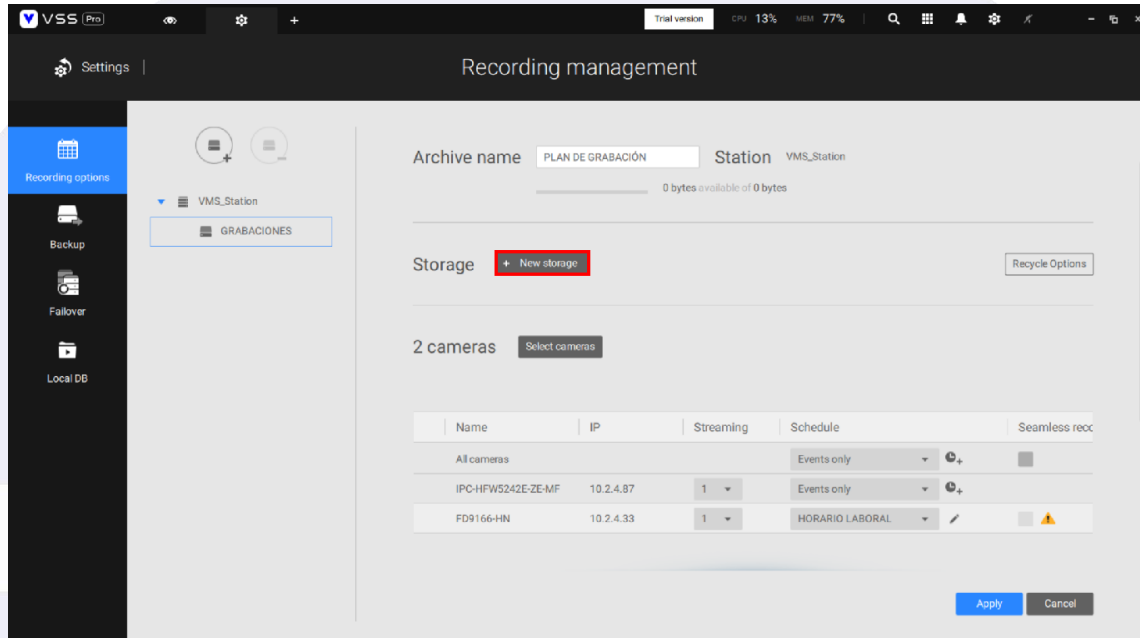 VSS Pro
Trial version CPU 13% MEM 77%
Settings
Recording management
Recording options
Backup
Failover
Local DB
VMS_Station
GRABACIONES
Archive name PLAN DE GRABACIÓN Station VMS_Station
0 bytes available of 0 bytes
Storage + New storage Recycle Options
2 cameras Select cameras
Name IP Streaming Schedule Seamless recc
All cameras Events only
IPC-HFW5242E-ZE-MF 10.2.4.87 1 Events only
FD9166-HN 10.2.4.33 1 HORARIO LABORAL
Apply Cancel